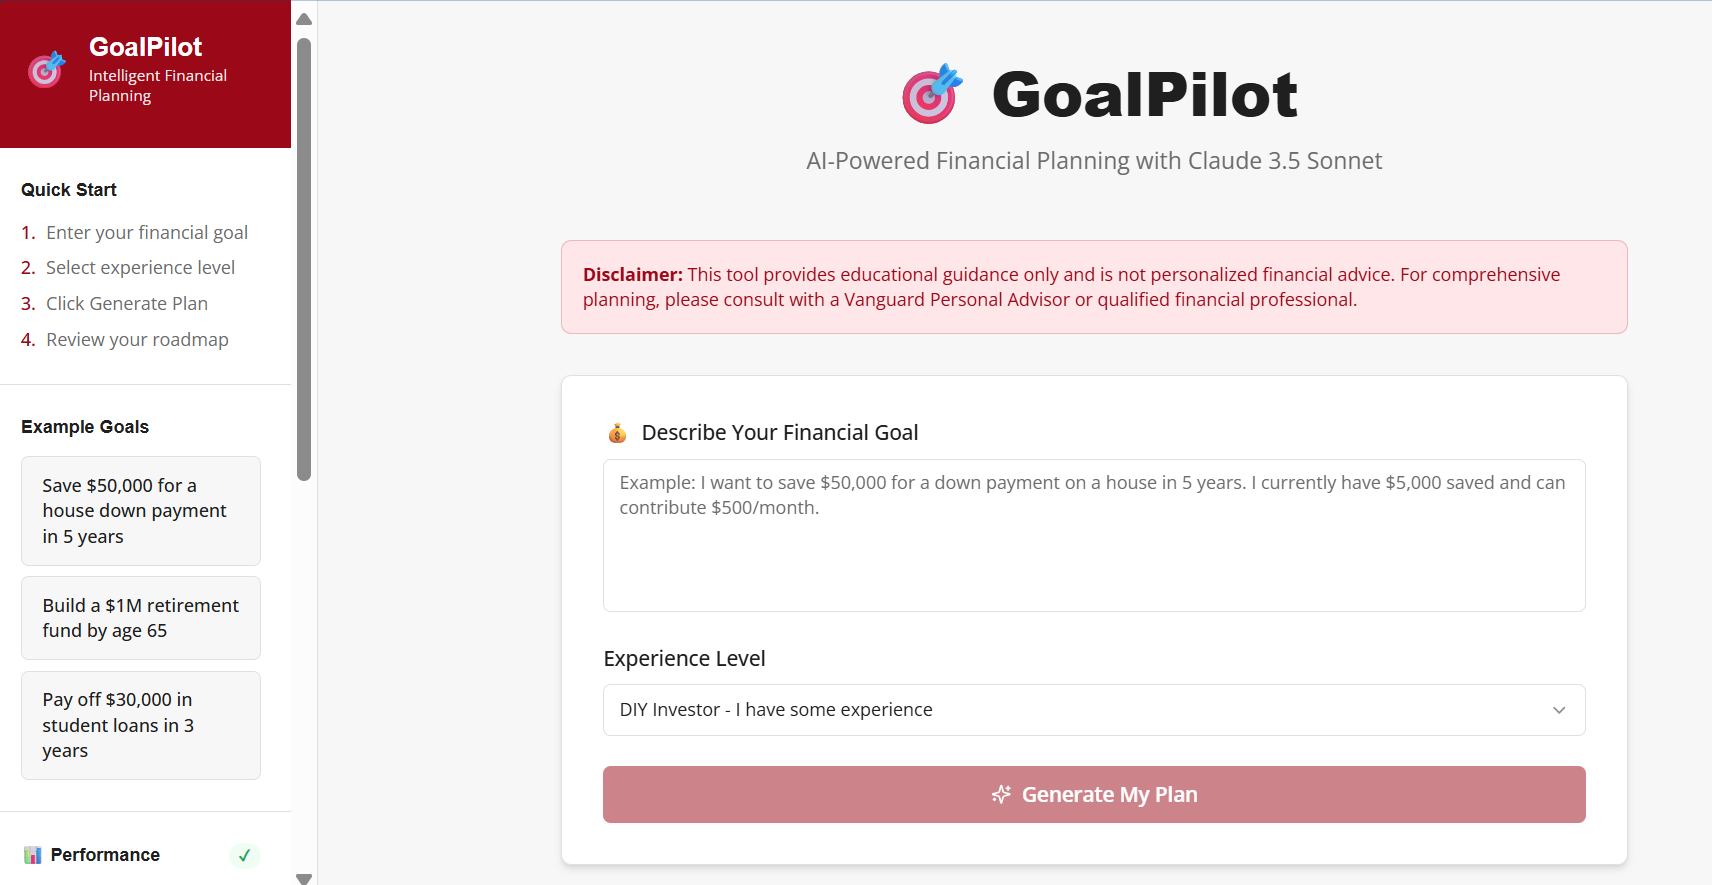 GoalPilot
Intelligent Financial
Planning
Quick Start
1. Enter your financial goal
2. Select experience level
3. Click Generate Plan
4. Review your roadmap
Example Goals
Save $50,000 for a
house down payment
in 5 years
Build a $1M retirement
fund by age 65
Pay off $30,000 in
student loans in 3
years
Performance
GoalPilot
AI-Powered Financial Planning with Claude 3.5 Sonnet
Disclaimer: This tool provides educational guidance only and is not personalized financial advice. For comprehensive
planning, please consult with a Vanguard Personal Advisor or qualified financial professional.
Describe Your Financial Goal
Example: I want to save $50,000 for a down payment on a house in 5 years. I currently have $5,000 saved and can
contribute $500/month.
Experience Level
DIY Investor - I have some experience
Generate My Plan